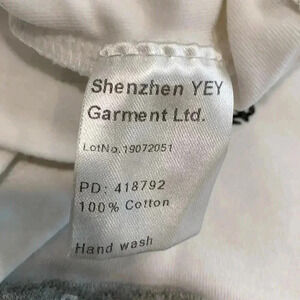 Shenzhen YEY
Garment Ltd.
LotNo.19072051
PD: 418792
100% Cotton
Hand wash